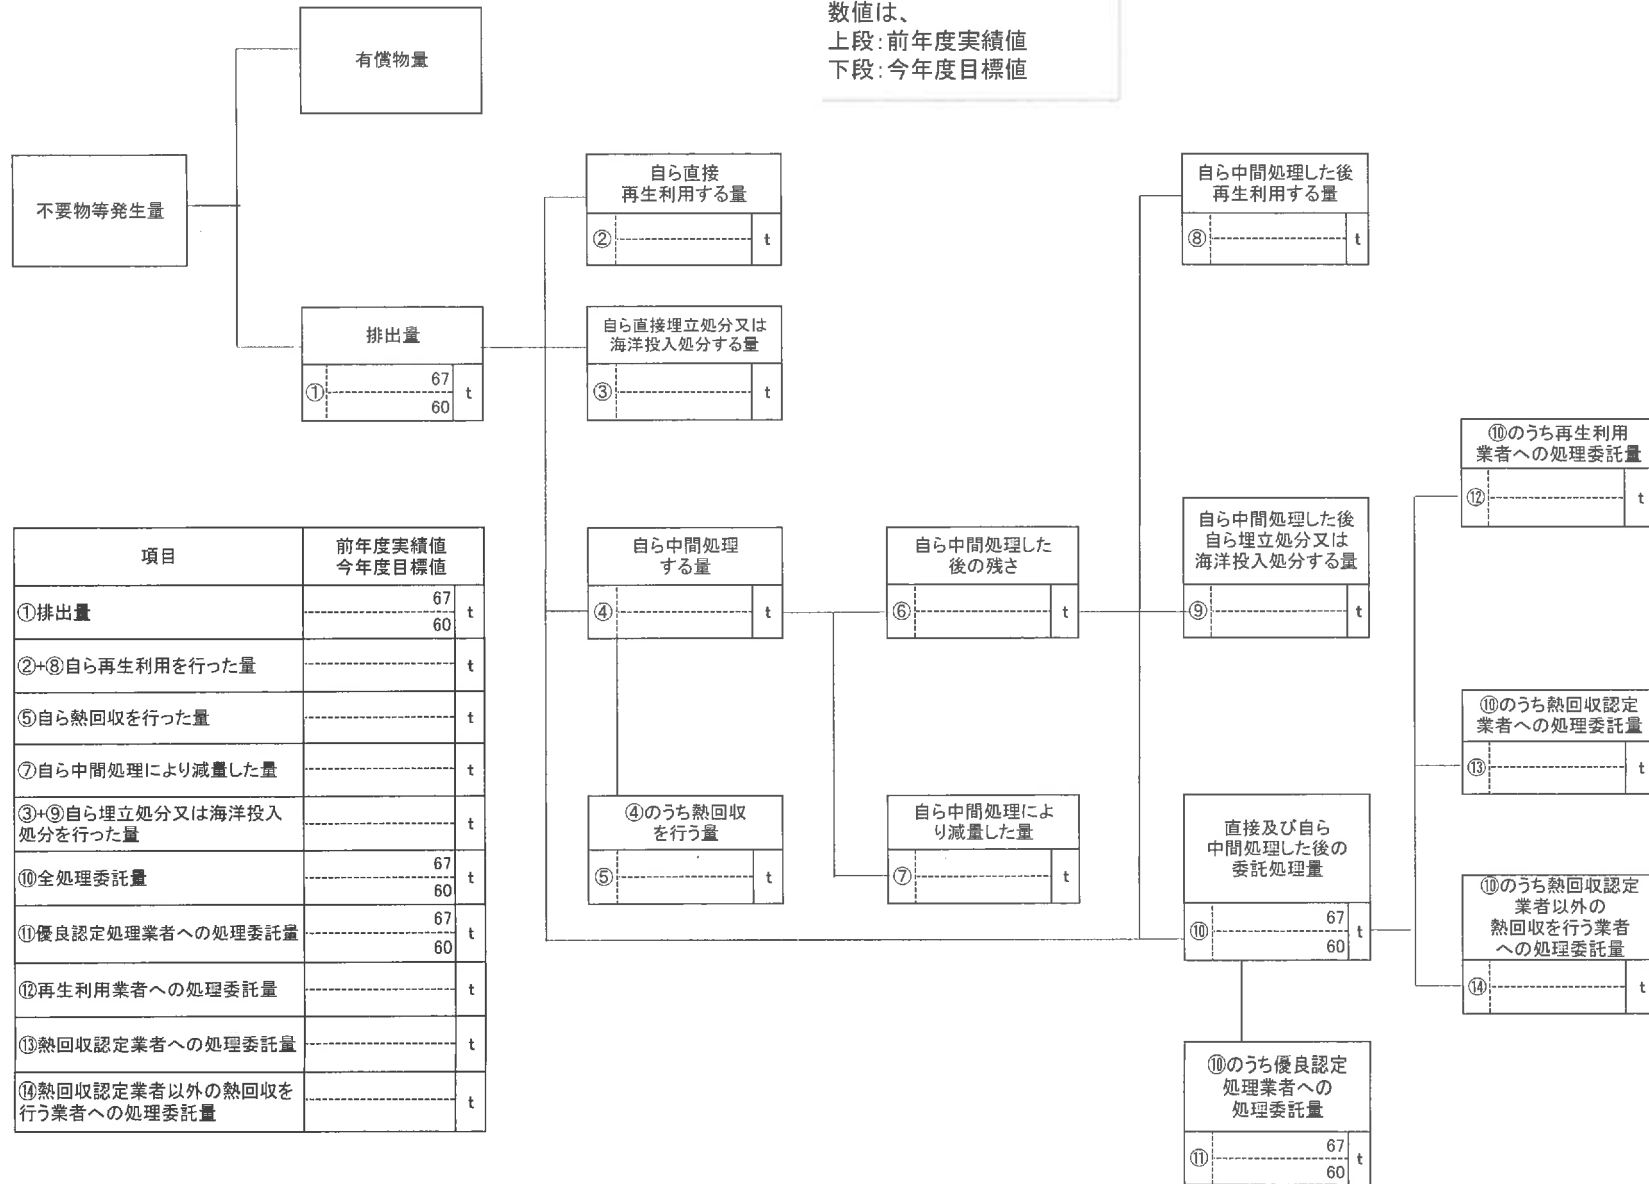 数値は、
上段:前年度実績値
下段:今年度目標値
有償物量
不要物等発生量
排出量
① 67 t
60
自ら直接
再生利用する量
② t
自ら直接埋立処分又は
海洋投入処分する量
③ t
自ら中間処理した後
再生利用する量
⑧ t
自ら中間処理
する量
④ t
自ら中間処理した
後の残さ
⑥ t
自ら中間処理した後
自ら埋立処分又は
海洋投入処分する量
⑨ t
④のうち熱回収
を行う量
⑤ t
自ら中間処理によ
り減量した量
⑦ t
直接及び自ら
中間処理した後の
委託処理量
⑩ 67 t
60
⑩のうち優良認定
処理業者への
処理委託量
⑪ 67 t
60
⑩のうち再生利用
業者への処理委託量
⑫ t
⑩のうち熱回収認定
業者への処理委託量
⑬ t
⑩のうち熱回収認定
業者以外の
熱回収を行う業者
への処理委託量
⑭ t
項目 前年度実績値
今年度目標値
①排出量 67 t
60
②+⑧自ら再生利用を行った量 t
⑤自ら熱回収を行った量 t
⑦自ら中間処理により減量した量 t
③+⑨自ら埋立処分又は海洋投入
処分を行った量 t
⑩全処理委託量 67 t
60
⑪優良認定処理業者への処理委託量 67 t
60
⑫再生利用業者への処理委託量 t
⑬熱回収認定業者への処理委託量 t
⑭熱回収認定業者以外の熱回収を
行う業者への処理委託量 t